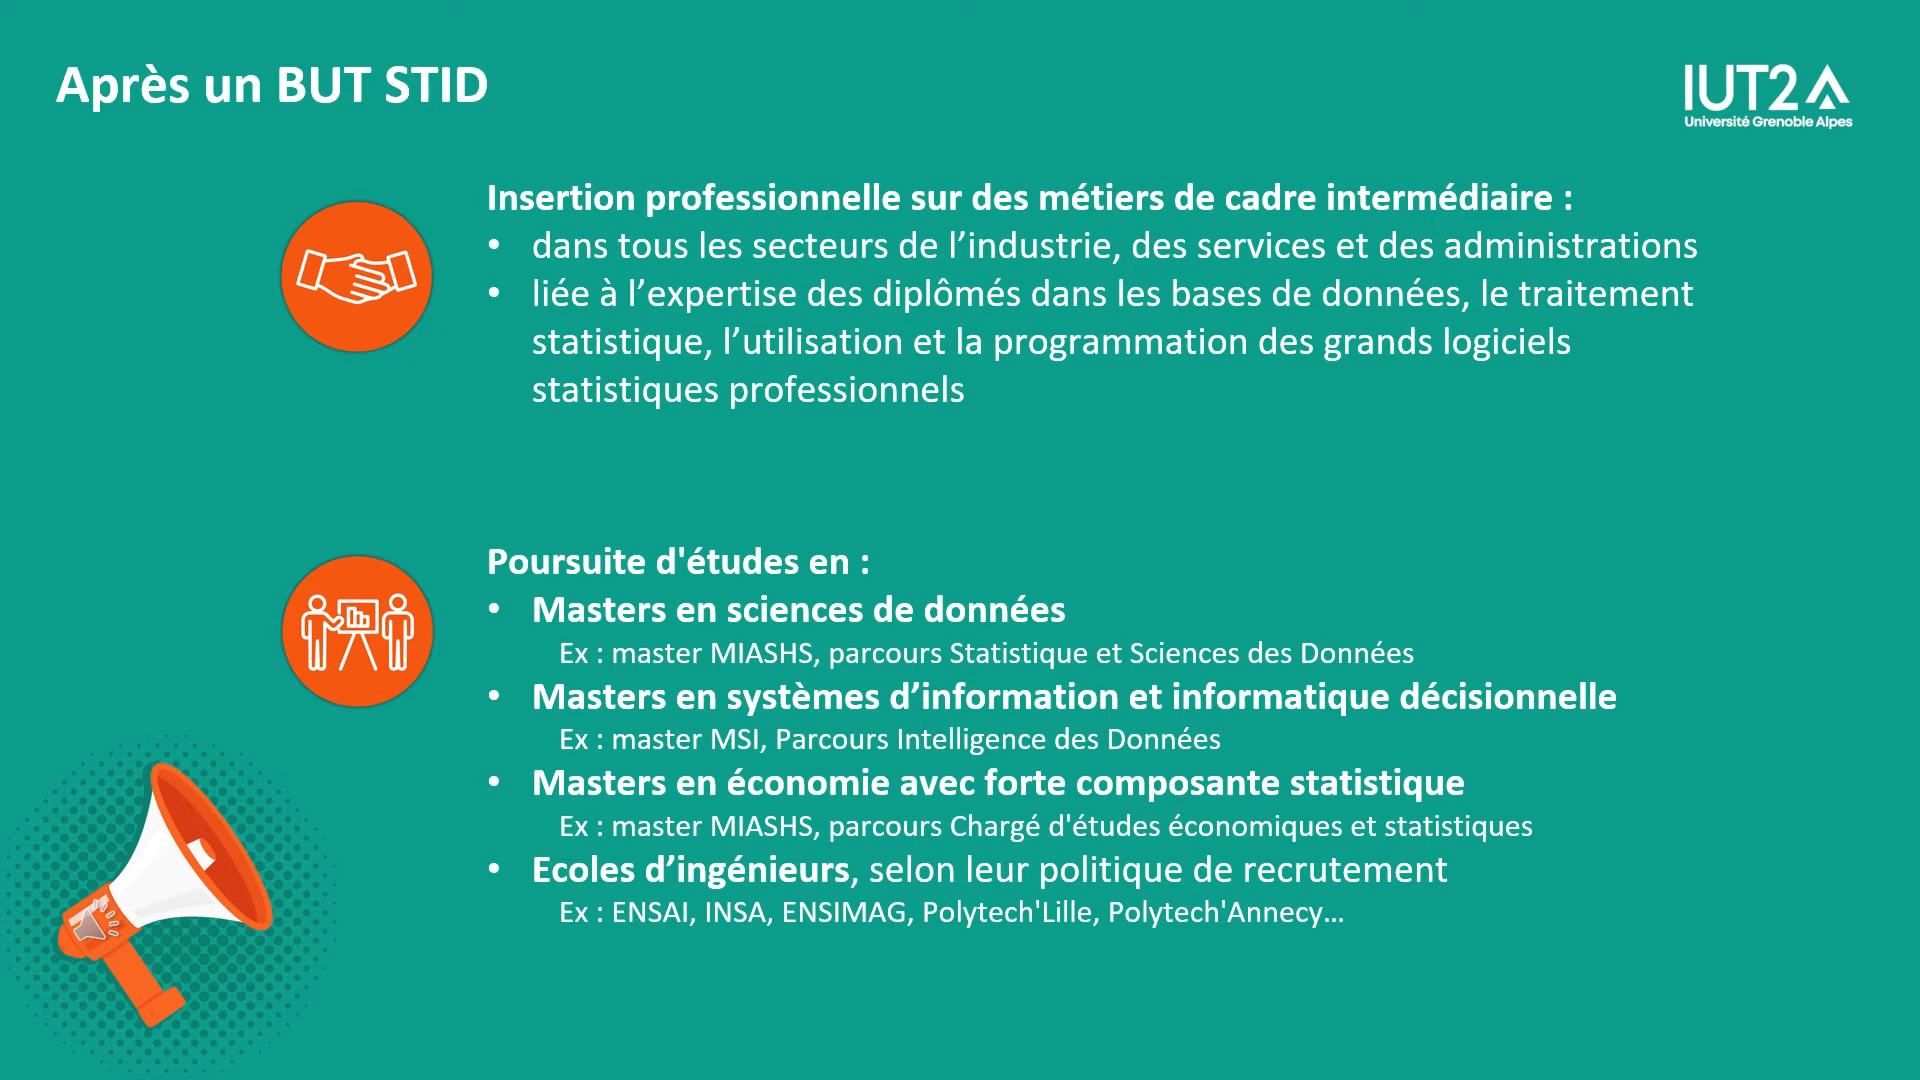 Après un BUT STID
IUT2
Université Grenoble Alpes
Insertion professionnelle sur des métiers de cadre intermédiaire :
• dans tous les secteurs de l’industrie, des services et des administrations
• liée à l’expertise des diplômés dans les bases de données, le traitement
statistique, l’utilisation et la programmation des grands logiciels
statistiques professionnels
Poursuite d'études en :
• Masters en sciences de données
Ex : master MIASHS, parcours Statistique et Sciences des Données
• Masters en systèmes d’information et informatique décisionnelle
Ex : master MSI, Parcours Intelligence des Données
• Masters en économie avec forte composante statistique
Ex : master MIASHS, parcours Chargé d'études économiques et statistiques
• Ecoles d’ingénieurs, selon leur politique de recrutement
Ex : ENSAI, INSA, ENSIMAG, Polytech'Lille, Polytech'Annecy…